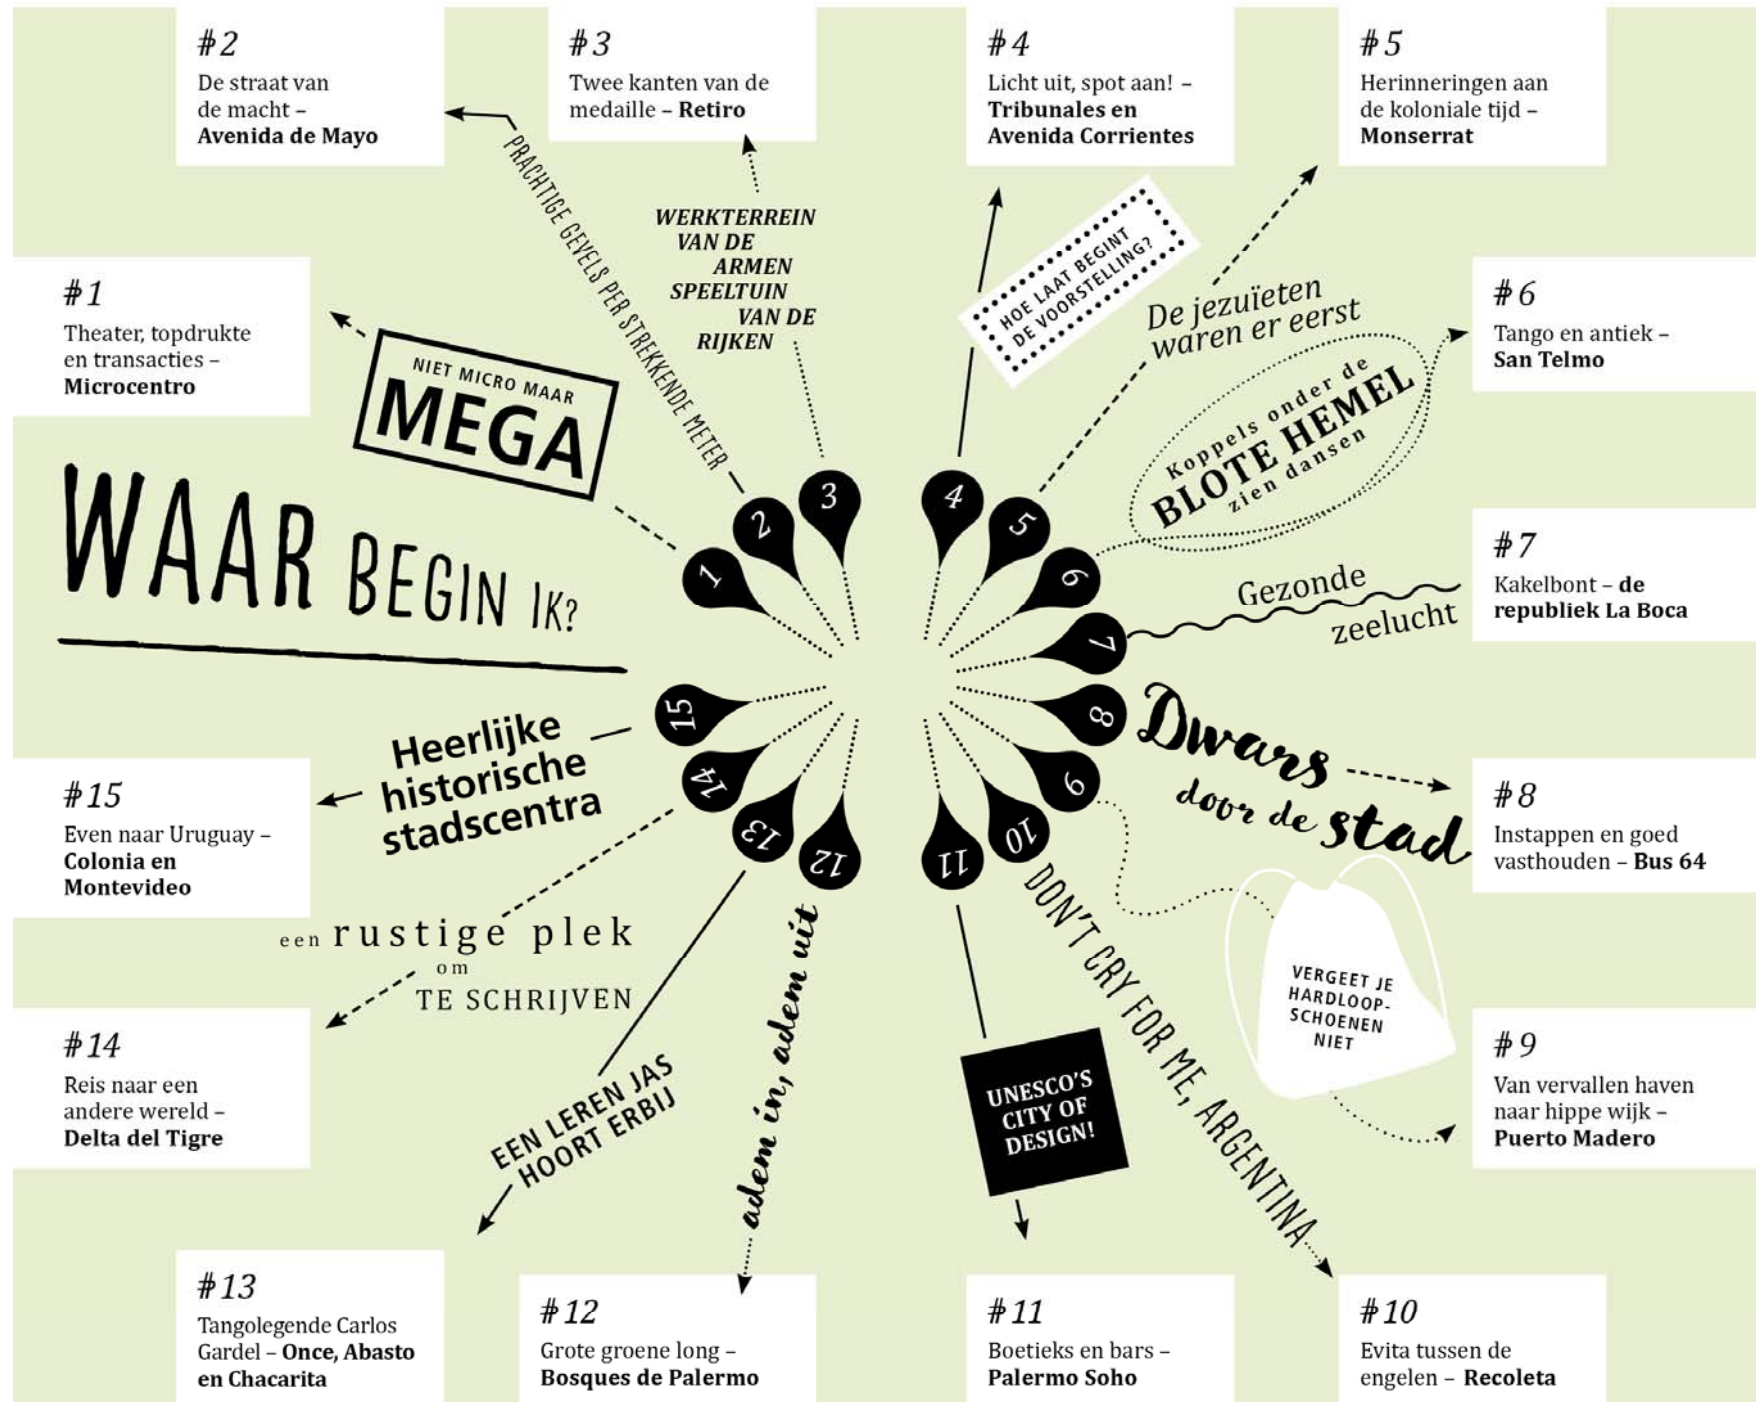 #2
De straat van
de macht –
Avenida de Mayo
#3
Twee kanten van de
medaille – Retiro
#4
Licht uit, spot aan! –
Tribunales en
Avenida Corrientes
#5
Herinneringen aan
de koloniale tijd –
Monserrat
#1
Theater, topdrukte
en transacties –
Microcentro
NIET MICRO MAAR
MEGA
PRACHTIGE GEVELS PER STREKKENDE METER
WERKTERREIN
VAN DE
ARMEN
SPEELTUIN
VAN DE
RIJKEN
HOE LAAT BEGINT
DE VOORSTELLING?
De jezuïeten
waren er eerst
Koppels onder de
BLOTE HEMEL
zien dansen
#6
Tango en antiek –
San Telmo
WAAR BEGIN IK?
1
2
3
4
5
6
7
8
9
10
11
12
13
14
15
Gezonde
zeelucht
#7
Kakelbont – de
republiek La Boca
Dwars
door de stad
#8
Instappen en goed
vasthouden – Bus 64
Heerlijke
historische
stadscentra
#15
Even naar Uruguay –
Colonia en
Montevideo
een rustige plek
om
TE SCHRIJVEN
#14
Reis naar een
andere wereld –
Delta del Tigre
EEN LEREN JAS
HOORT ERBIJ
adem in, adem uit
UNESCO'S
CITY OF
DESIGN!
DON'T CRY FOR ME, ARGENTINA
VERGEET JE
HARDLOOP-
SCHOENEN
NIET
#9
Van vervallen haven
naar hippe wijk –
Puerto Madero
#13
Tangolegende Carlos
Gardel – Once, Abasto
en Chacarita
#12
Grote groene long –
Bosques de Palermo
#11
Boetieks en bars –
Palermo Soho
#10
Evita tussen de
engelen – Recoleta